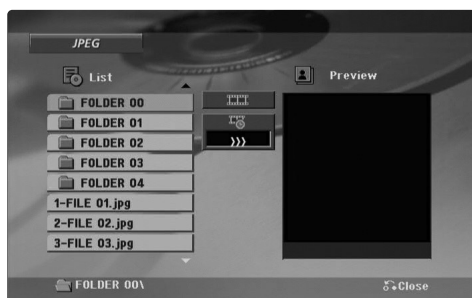 JPEG
List
Preview
FOLDER 00
FOLDER 01
FOLDER 02
FOLDER 03
FOLDER 04
1-FILE 01.jpg
2-FILE 02.jpg
3-FILE 03.jpg
FOLDER 00\
Close